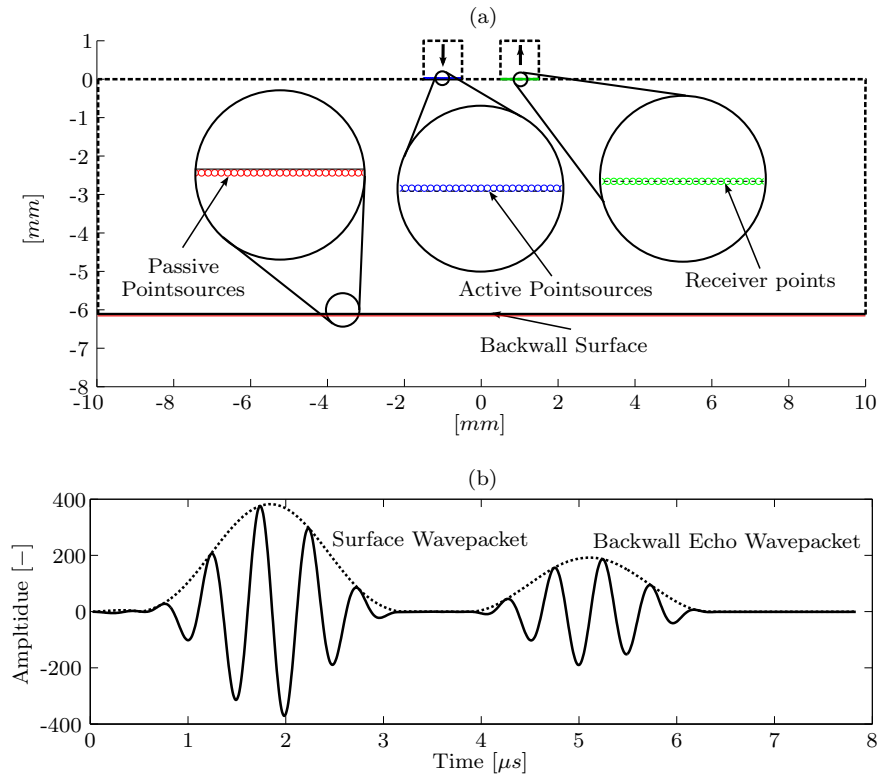 (a)
1
0
-1
-2
-3
-4
-5
-6
-7
-8
[mm]
Passive
Pointsources
Active Pointsources
Receiver points
Backwall Surface
-10 -8 -6 -4 -2 0 2 4 6 8 10
[mm]
(b)
400
200
0
-200
-400
Ampltidue [−]
Surface Wavepacket
Backwall Echo Wavepacket
0 1 2 3 4 5 6 7 8
Time [μs]